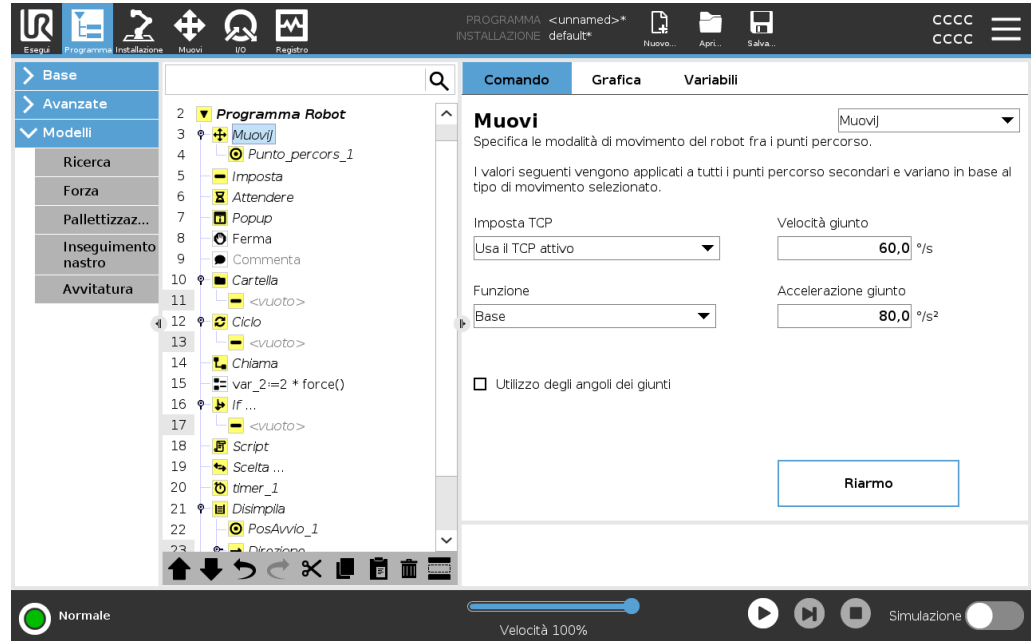 UR
Esegui
Programma
Installazione
Muovi
I/O
Registro
PROGRAMMA <unnamed>*
INSTALLAZIONE default*
Nuovo...
Apri...
Salva...
CCCC
CCCC
Base
Avanzate
Modelli
Ricerca
Forza
Pallettizzaz...
Inseguimento
nastro
Avvitatura
2 Programma Robot
3 MuoviJ
4 Punto_percors_1
5 Imposta
6 Attendere
7 Popup
8 Ferma
9 Commenta
10 Cartella
11 <vuoto>
12 Ciclo
13 <vuoto>
14 Chiama
15 var_2:=2 * force()
16 If ...
17 <vuoto>
18 Script
19 Scelta ...
20 timer_1
21 Disimpila
22 PosAvvio_1
23 Direzione
Comando Grafica Variabili
Muovi
MuoviJ
Specifica le modalità di movimento del robot fra i punti percorso.
I valori seguenti vengono applicati a tutti i punti percorso secondari e variano in base al
tipo di movimento selezionato.
Imposta TCP
Usa il TCP attivo
Velocità giunto
60,0 °/s
Funzione
Base
Accelerazione giunto
80,0 °/s²
Utilizzo degli angoli dei giunti
Riarmo
Normale
Velocità 100%
Simulazione